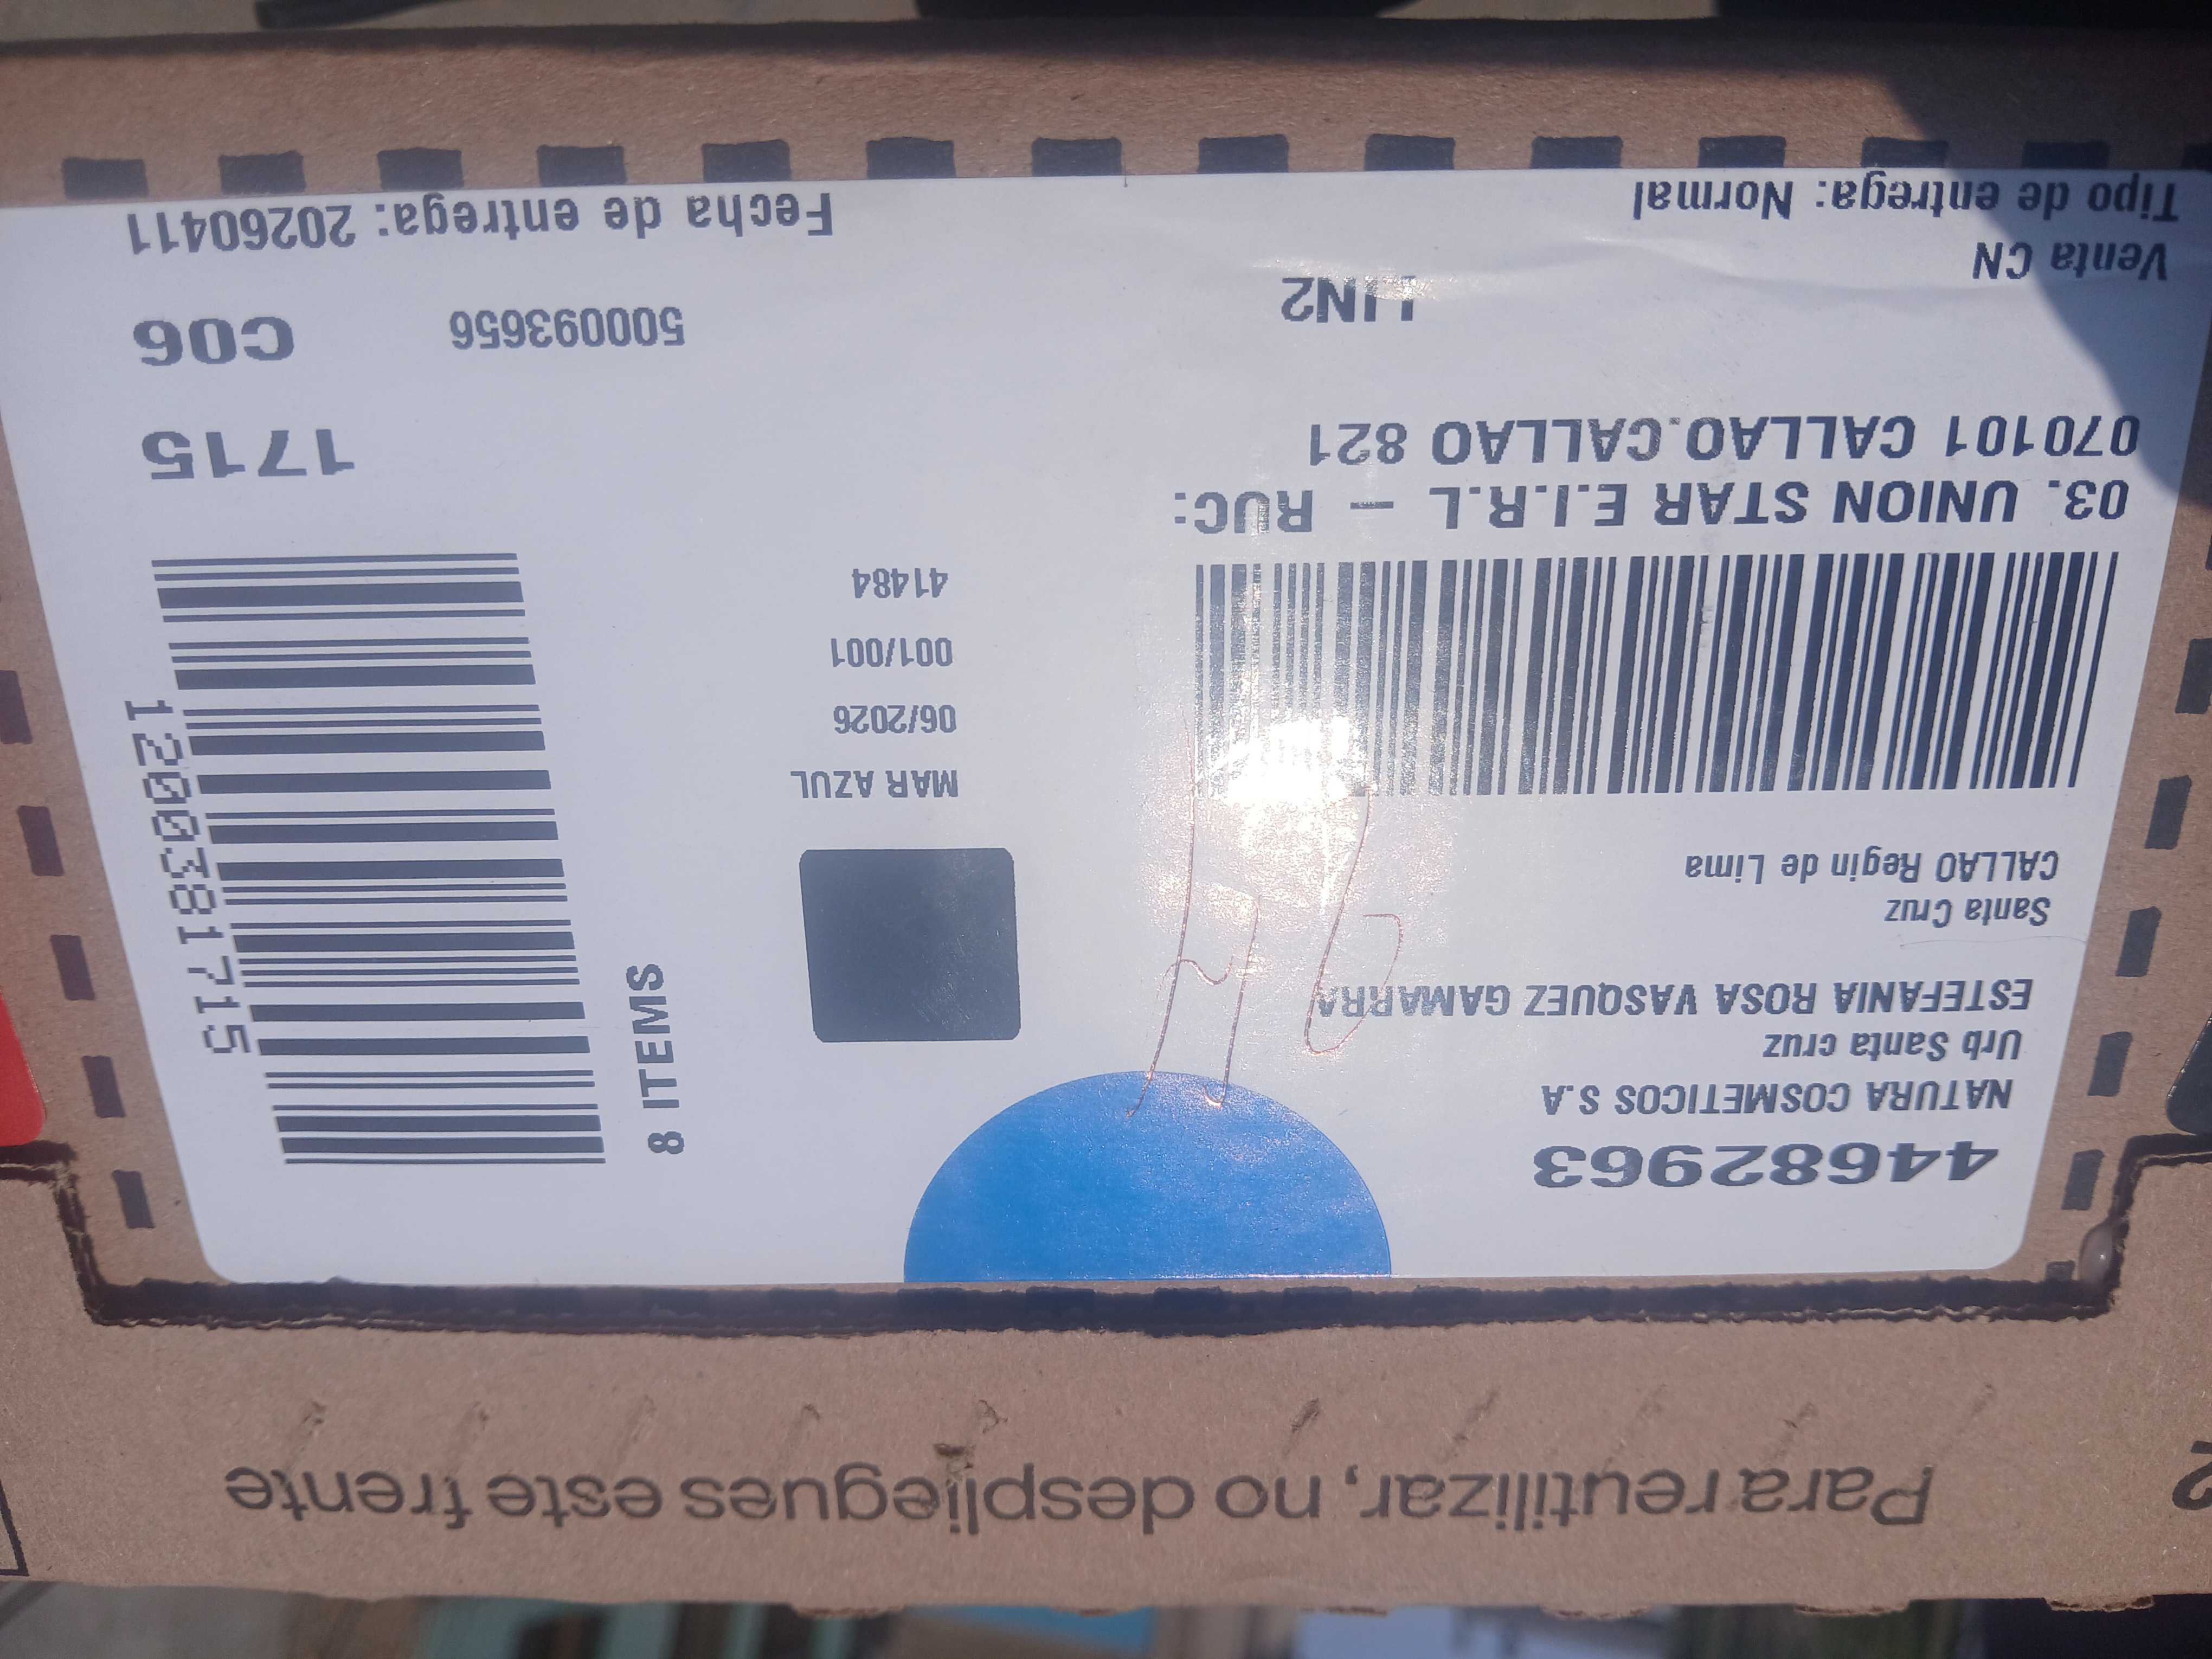 44682963
NATURA COSMETICOS S.A
Urb Santa cruz
ESTEFANIA ROSA VASQUEZ GAMARRA
Santa Cruz
CALLAO Regin de Lima
03. UNION STAR E.I.R.L - RUC:
070101 CALLAO.CALLAO 821
LIN2
Venta CN
Tipo de entrega: Normal
MAR AZUL
06/2026
001/001
41484
8 ITEMS
1200381715
1715
500093656
C06
Fecha de entrega: 20260411
Para reutilizar, no despliegues este frente